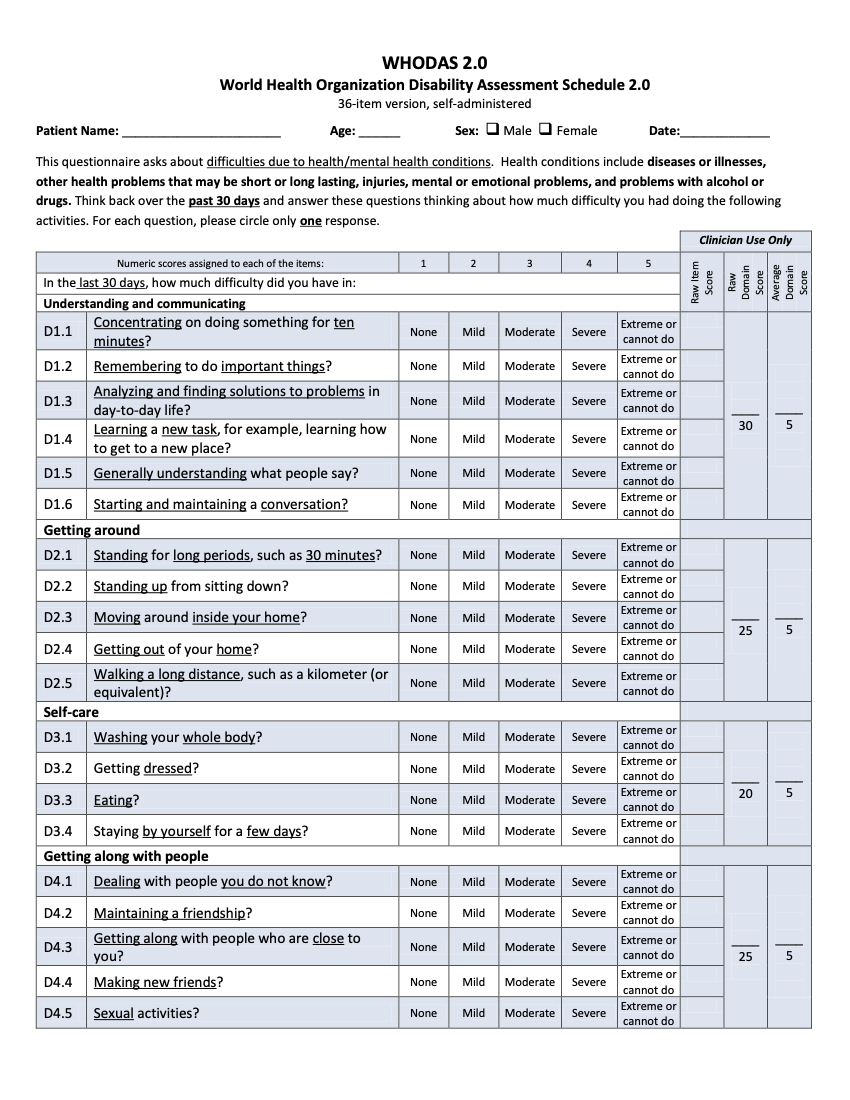 WHODAS 2.0
World Health Organization Disability Assessment Schedule 2.0
36-item version, self-administered
Patient Name: _______________________ Age: ______ Sex: ❑ Male ❑ Female Date:_____________
This questionnaire asks about difficulties due to health/mental health conditions. Health conditions include diseases or illnesses,
other health problems that may be short or long lasting, injuries, mental or emotional problems, and problems with alcohol or
drugs. Think back over the past 30 days and answer these questions thinking about how much difficulty you had doing the following
activities. For each question, please circle only one response.
Clinician Use Only
Numeric scores assigned to each of the items: 1 2 3 4 5
Raw Item
Score
Raw
Domain
Score
Average
Domain
Score
In the last 30 days, how much difficulty did you have in:
Understanding and communicating
D1.1 Concentrating on doing something for ten
minutes? None Mild Moderate Severe Extreme or
cannot do
D1.2 Remembering to do important things? None Mild Moderate Severe Extreme or
cannot do
D1.3 Analyzing and finding solutions to problems in
day-to-day life? None Mild Moderate Severe Extreme or
cannot do
____ ____
30 5
D1.4 Learning a new task, for example, learning how
to get to a new place? None Mild Moderate Severe Extreme or
cannot do
D1.5 Generally understanding what people say? None Mild Moderate Severe Extreme or
cannot do
D1.6 Starting and maintaining a conversation? None Mild Moderate Severe Extreme or
cannot do
Getting around
D2.1 Standing for long periods, such as 30 minutes? None Mild Moderate Severe Extreme or
cannot do
D2.2 Standing up from sitting down? None Mild Moderate Severe Extreme or
cannot do
D2.3 Moving around inside your home? None Mild Moderate Severe Extreme or
cannot do
____ ____
25 5
D2.4 Getting out of your home? None Mild Moderate Severe Extreme or
cannot do
D2.5 Walking a long distance, such as a kilometer (or
equivalent)? None Mild Moderate Severe Extreme or
cannot do
Self-care
D3.1 Washing your whole body? None Mild Moderate Severe Extreme or
cannot do
D3.2 Getting dressed? None Mild Moderate Severe Extreme or
cannot do
____ ____
20 5
D3.3 Eating? None Mild Moderate Severe Extreme or
cannot do
D3.4 Staying by yourself for a few days? None Mild Moderate Severe Extreme or
cannot do
Getting along with people
D4.1 Dealing with people you do not know? None Mild Moderate Severe Extreme or
cannot do
D4.2 Maintaining a friendship? None Mild Moderate Severe Extreme or
cannot do
D4.3 Getting along with people who are close to
you? None Mild Moderate Severe Extreme or
cannot do
____ ____
25 5
D4.4 Making new friends? None Mild Moderate Severe Extreme or
cannot do
D4.5 Sexual activities? None Mild Moderate Severe Extreme or
cannot do